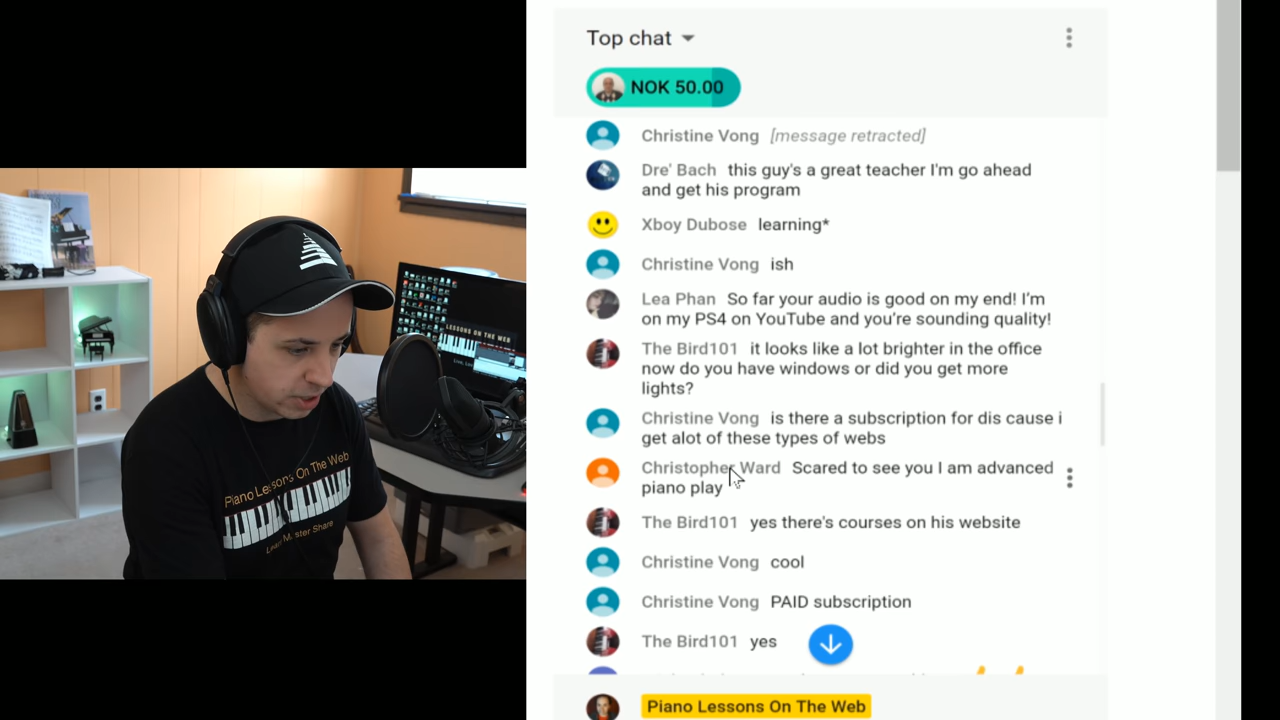 Top chat
NOK 50.00
Christine Vong [message retracted]
Dre' Bach this guy's a great teacher I'm go ahead
and get his program
Xboy Dubose learning*
Christine Vong ish
Lea Phan So far your audio is good on my end! I'm
on my PS4 on YouTube and you're sounding quality!
The Bird101 it looks like a lot brighter in the office
now do you have windows or did you get more
lights?
Christine Vong is there a subscription for dis cause i
get alot of these types of webs
Christopher Ward Scared to see you I am advanced
piano play
The Bird101 yes there's courses on his website
Christine Vong cool
Christine Vong PAID subscription
The Bird101 yes
Piano Lessons On The Web
LESSONS ON THE WEB
Piano Lessons On The Web
Learn Master Share